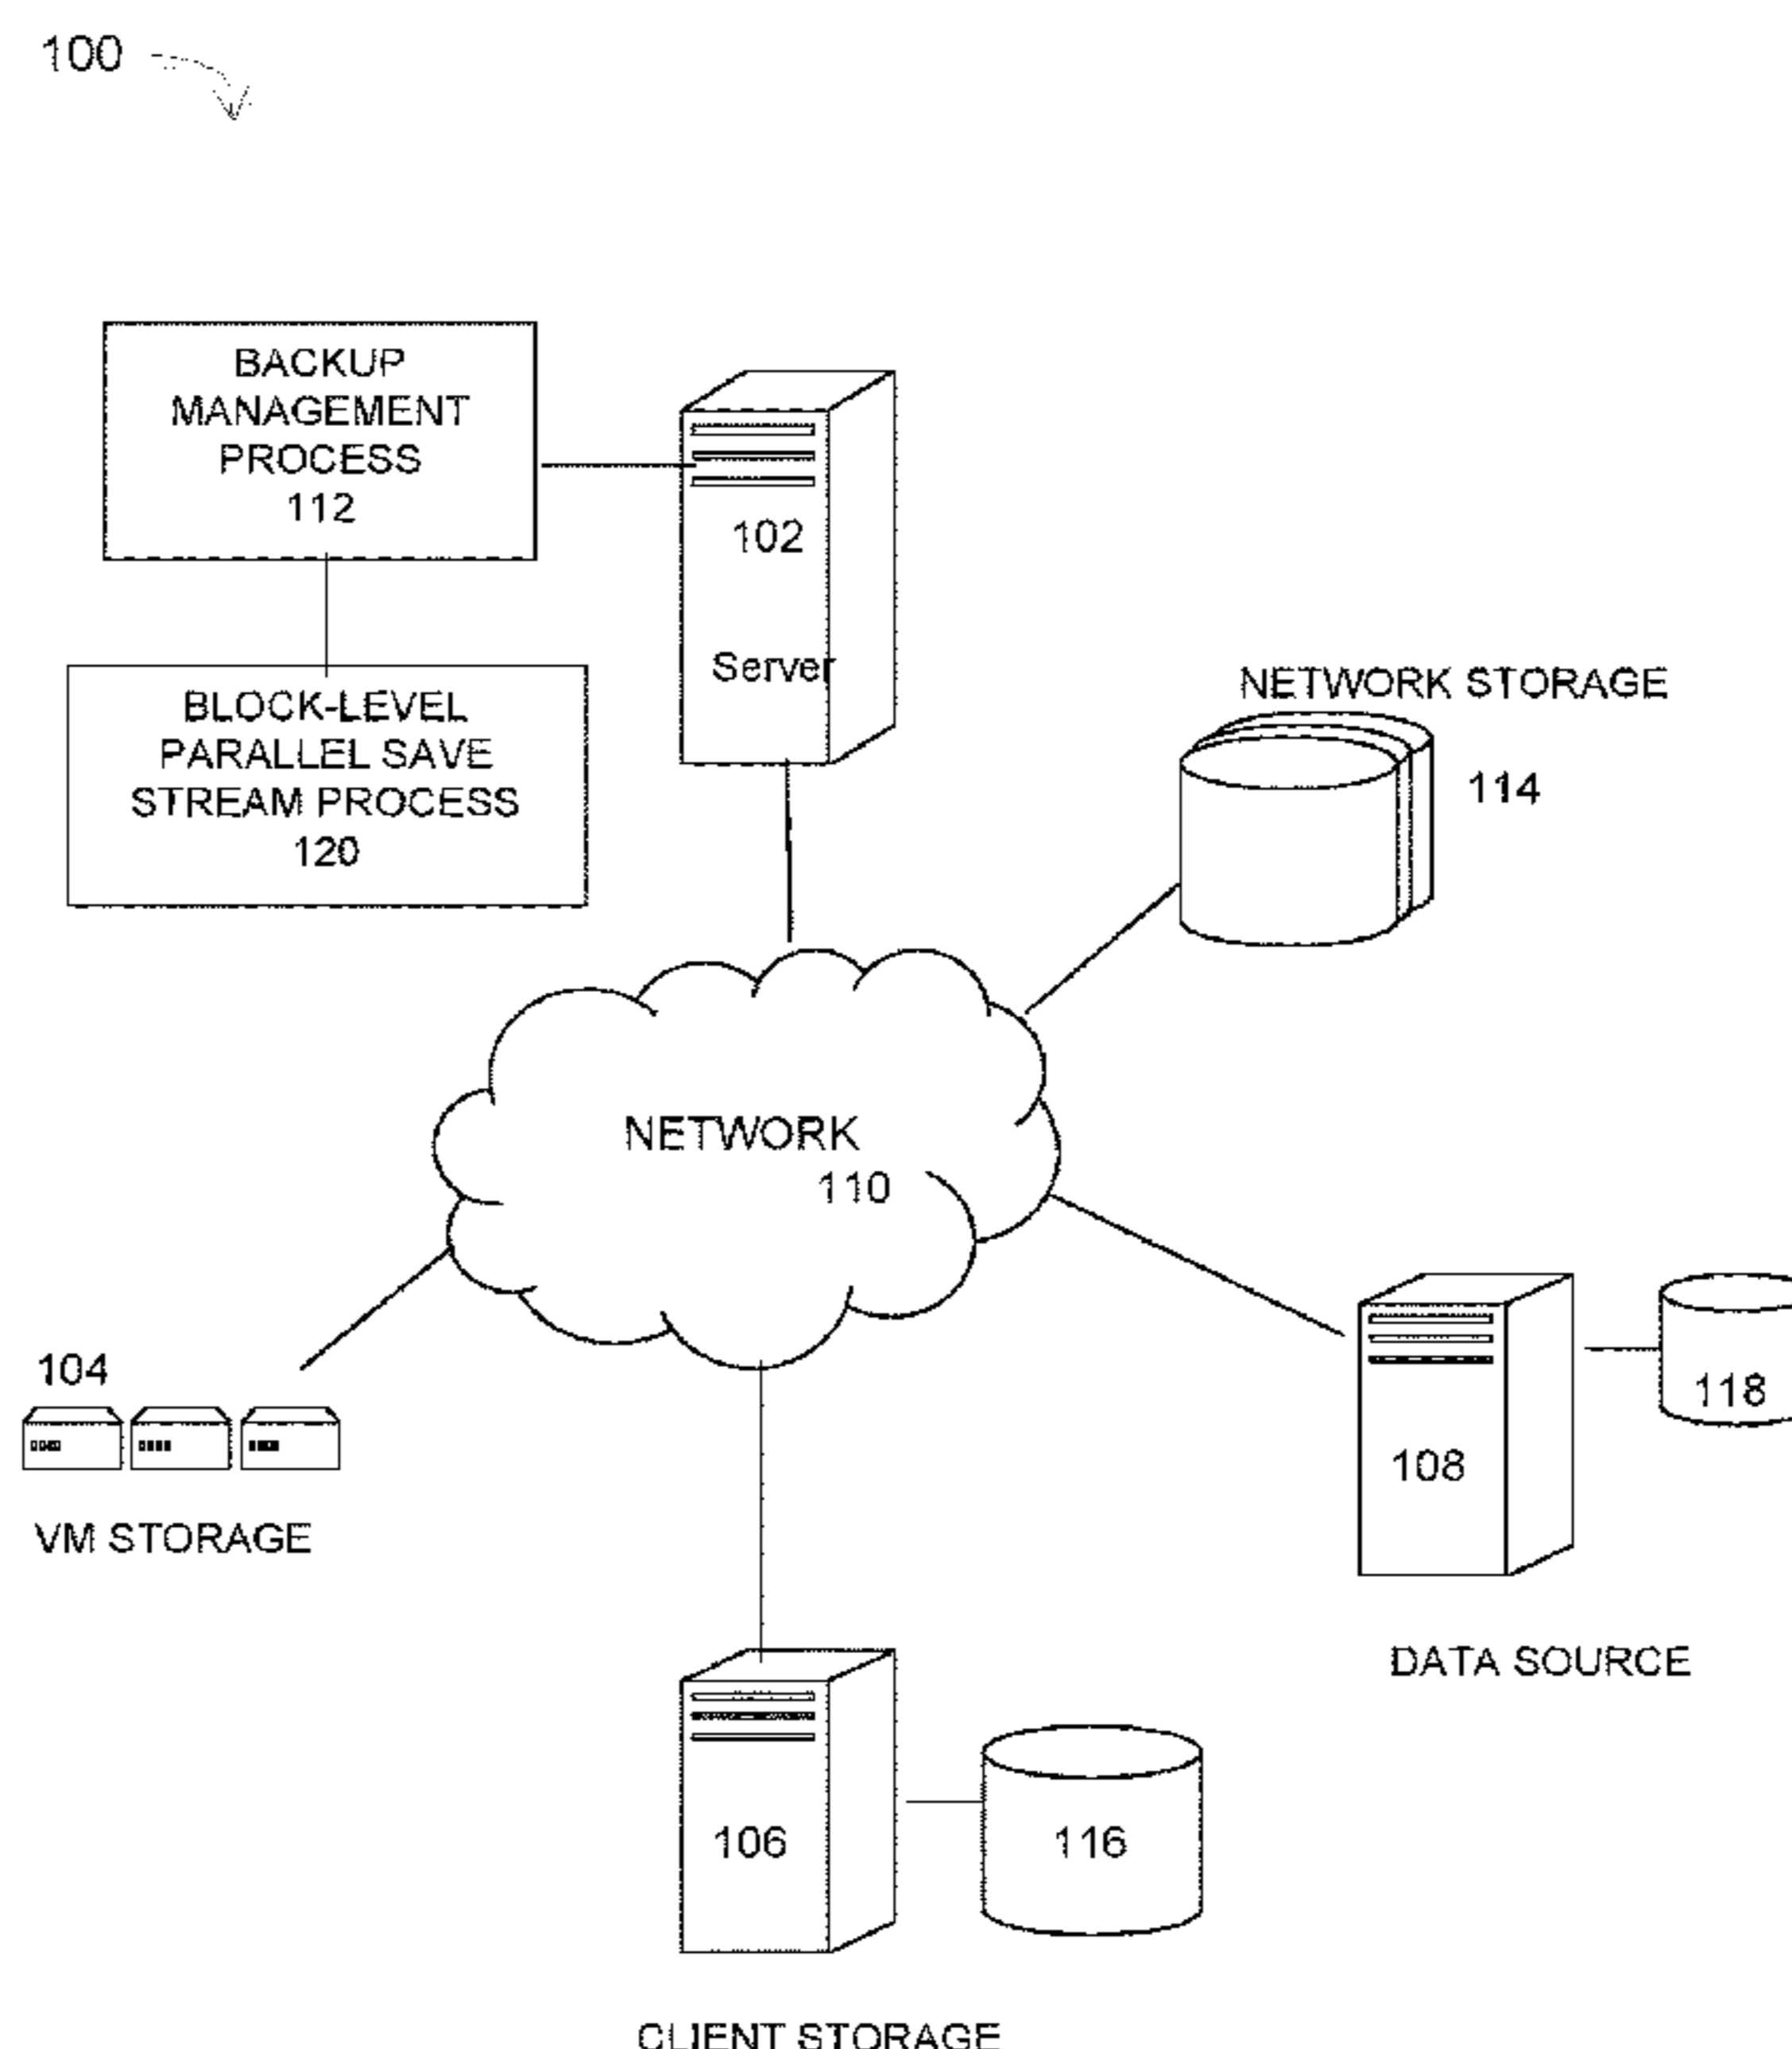 100
BACKUP
MANAGEMENT
PROCESS
112
102
Server
BLOCK-LEVEL
PARALLEL SAVE
STREAM PROCESS
120
NETWORK STORAGE
114
NETWORK
110
104
VM STORAGE
108
118
DATA SOURCE
106
116
CLIENT STORAGE